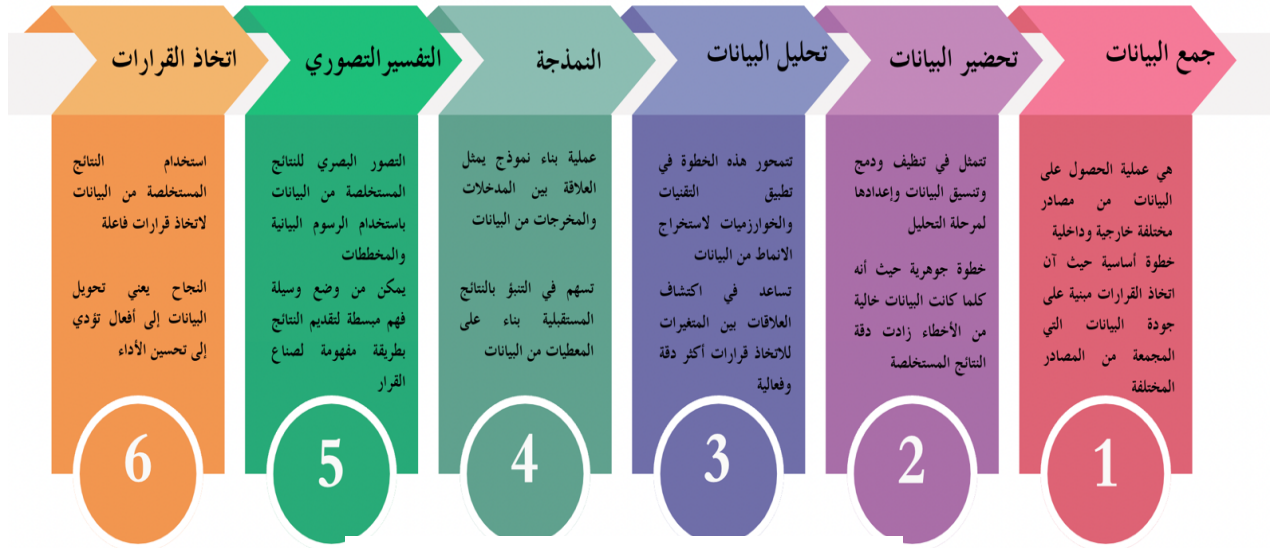 جمع البيانات
هي عملية الحصول على
البيانات من مصادر
مختلفة خارجية وداخلية
خطوة أساسية حيث آن
اتخاذ القرارات مبنية على
جودة البيانات التي
المجمعة من المصادر
المختلفة
1
تحضير البيانات
تتمثل في تنظيف ودمج
وتنسيق البيانات وإعدادها
لمرحلة التحليل
خطوة جوهرية حيث أنه
كلما كانت البيانات خالية
من الأخطاء زادت دقة
النتائج المستخلصة
2
تحليل البيانات
تتمحور هذه الخطوة في
تطبيق التقنيات
والخوارزميات لاستخراج
الانماط من البيانات
تساعد في اكتشاف
العلاقات بين المتغيرات
للاتخاذ قرارات أكثر دقة
وفعالية
3
النمذجة
عملية بناء نموذج يمثل
العلاقة بين المدخلات
والمخرجات من البيانات
تسهم في التنبؤ بالنتائج
المستقبلية بناء على
المعطيات من البيانات
4
التفسيرالتصوري
التصور البصري للنتائج
المستخلصة من البيانات
باستخدام الرسوم البيانية
والمخططات
يمكن من وضع وسيلة
فهم مبسطة لتقديم النتائج
بطريقة مفهومة لصناع
القرار
5
اتخاذ القرارات
استخدام النتائج
المستخلصة من البيانات
لاتخاذ قرارات فاعلة
النجاح يعني تحويل
البيانات إلى أفعال تؤدي
إلى تحسين الأداء
6